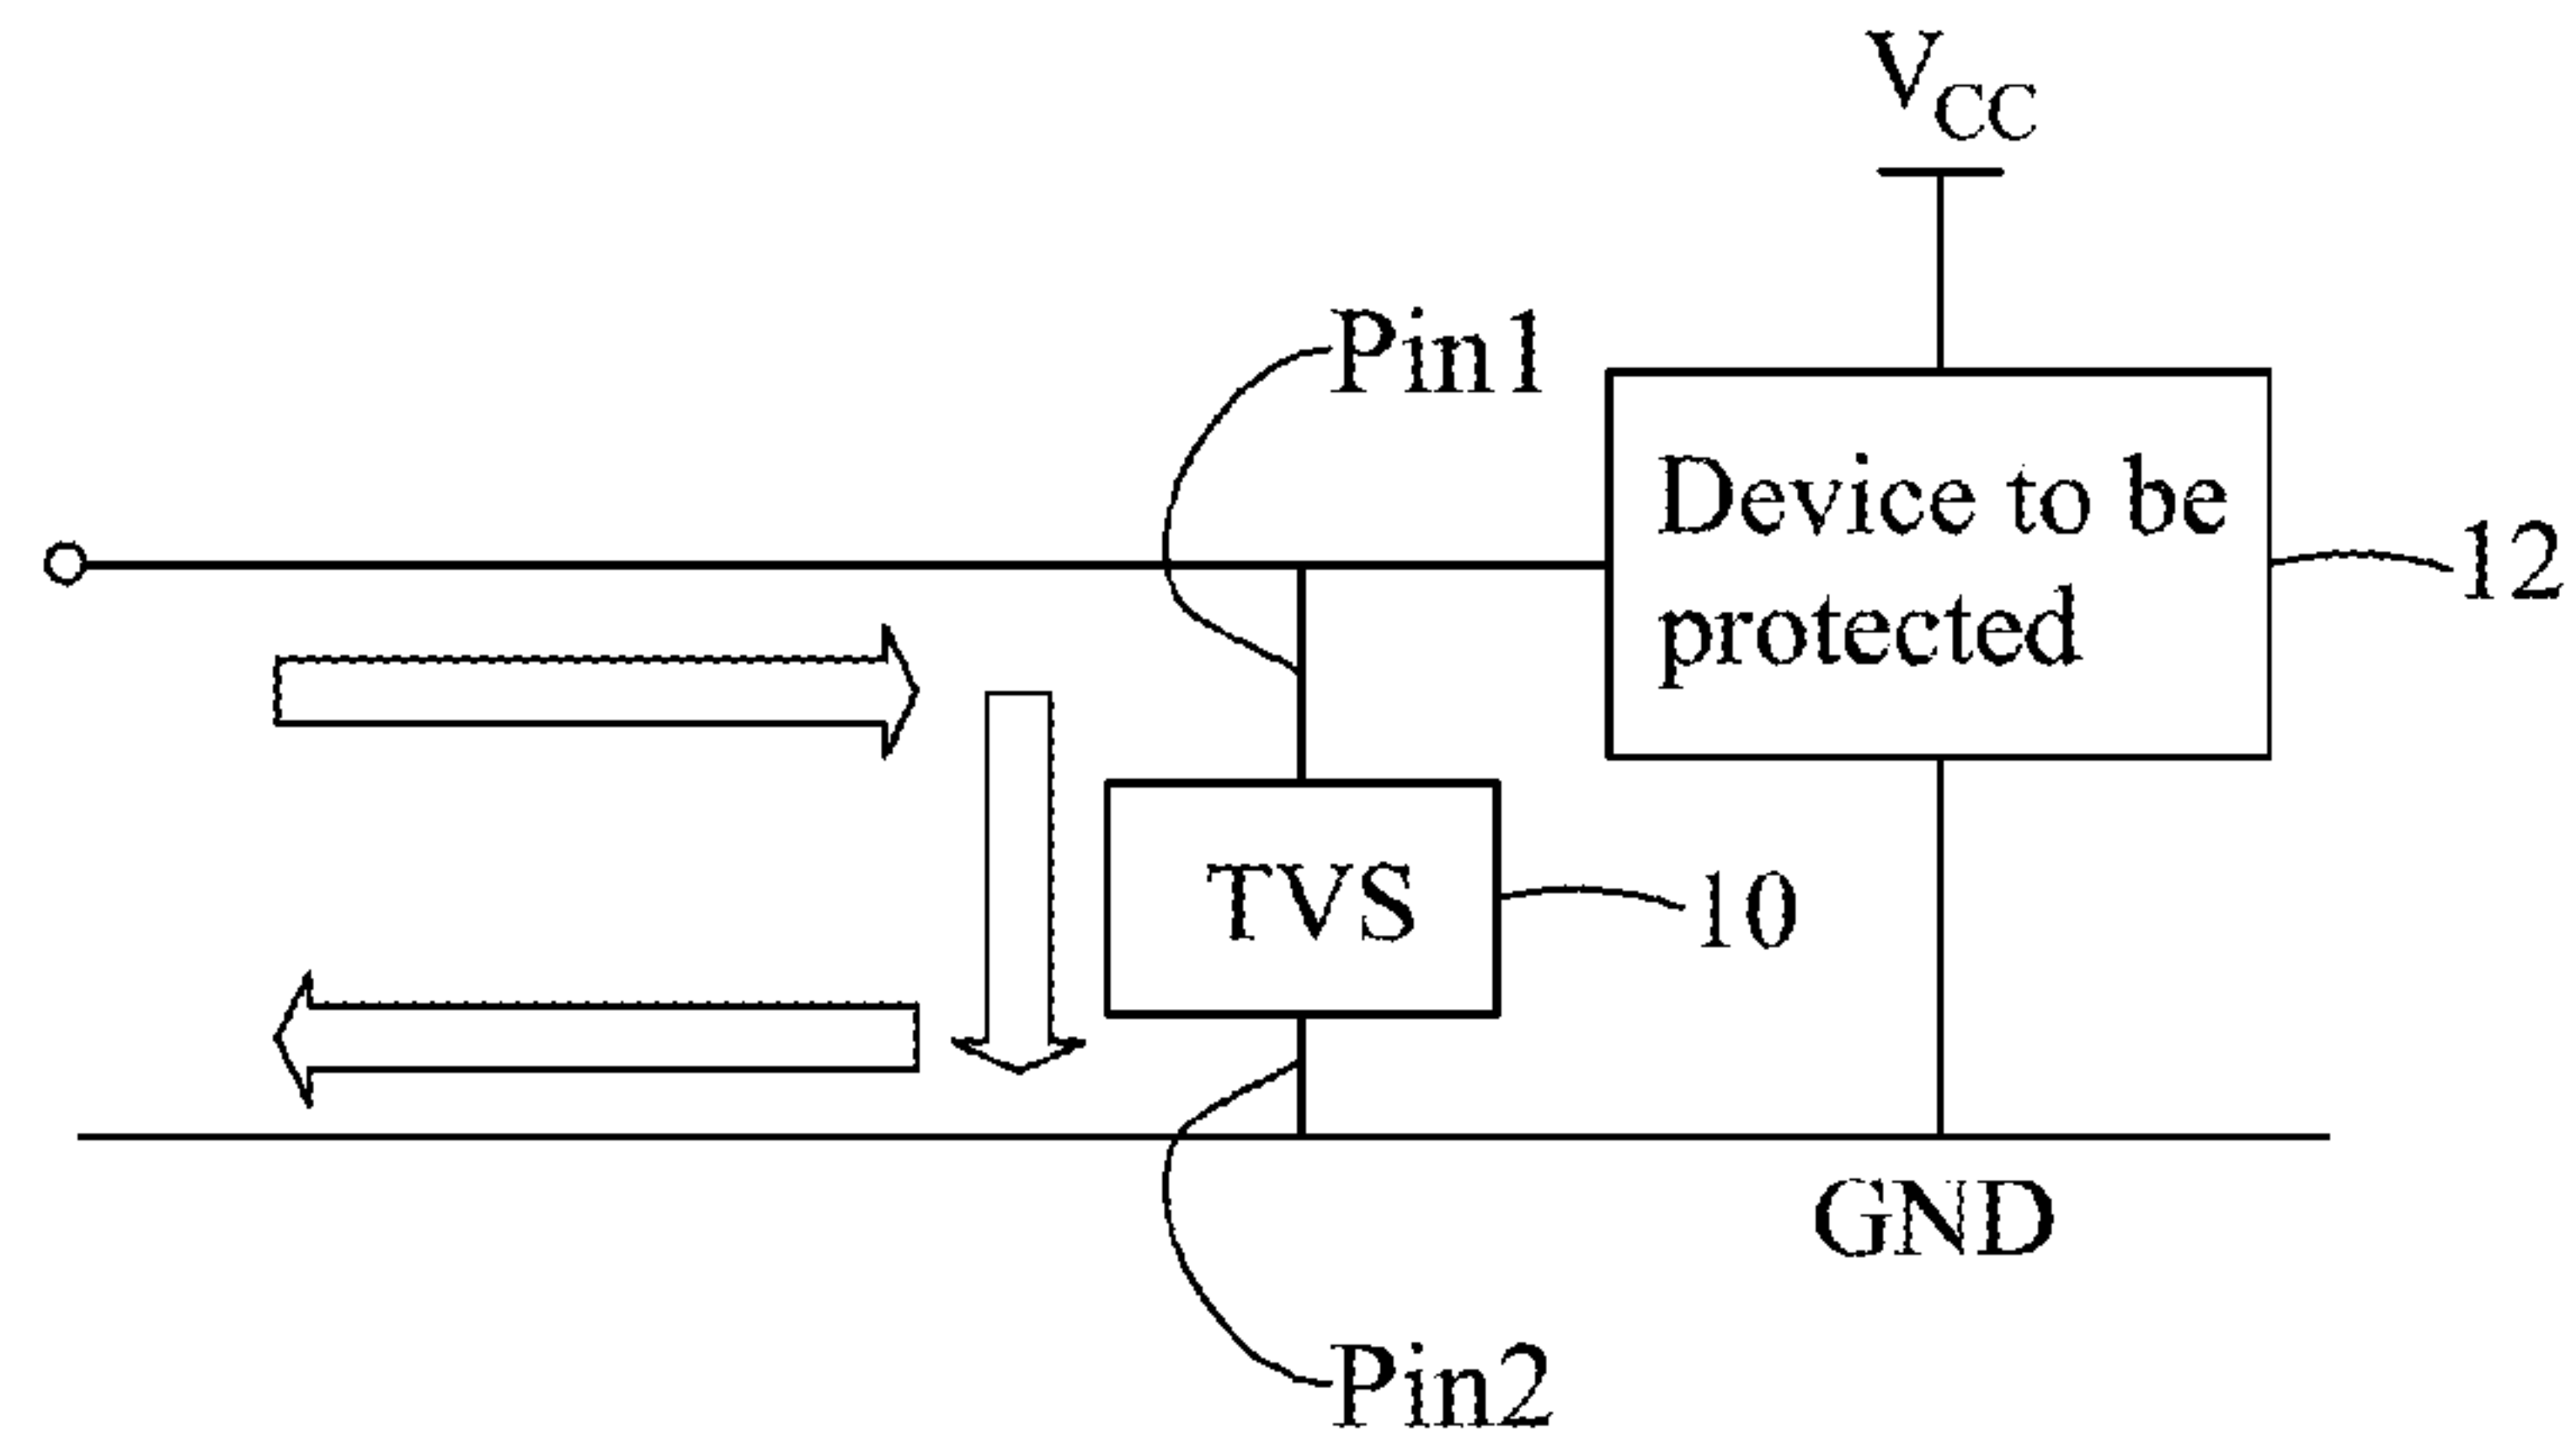 VCC
Pin1
Device to be
protected
12
TVS
10
GND
Pin2